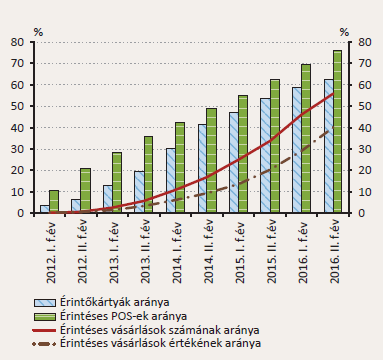 % %
80 80
70 70
60 60
50 50
40 40
30 30
20 20
10 10
0 0
2012. I. f.év
2012. II. f.év
2013. I. f.év
2013. II. f.év
2014. I. f.év
2014. II. f.év
2015. I. f.év
2015. II. f.év
2016. I. f.év
2016. II. f.év
Érintőkártyák aránya
Érintéses POS-ek aránya
Érintéses vásárlások számának aránya
Érintéses vásárlások értékének aránya